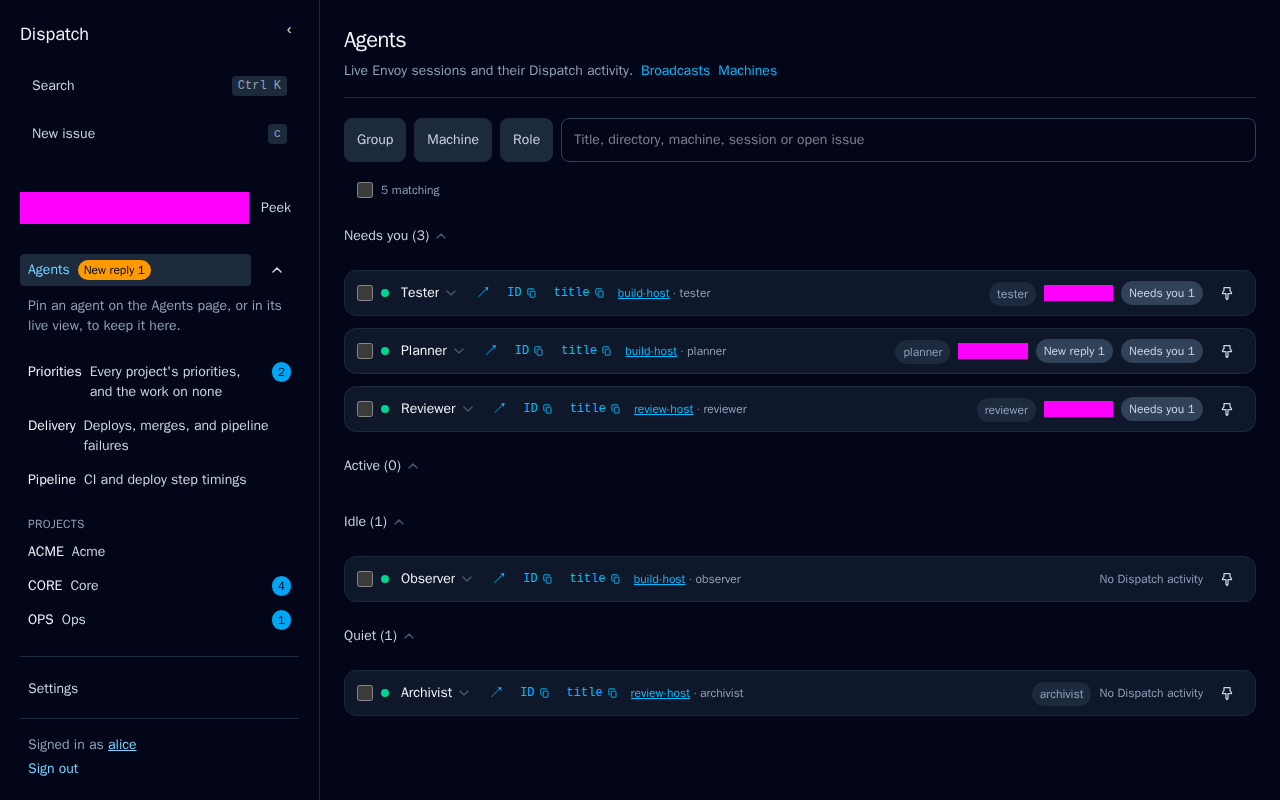 Dispatch
Search Ctrl K
New issue C
Peek
Agents New reply 1
Pin an agent on the Agents page, or in its
live view, to keep it here.
Priorities Every project's priorities,
and the work on none 2
Delivery Deploys, merges, and pipeline
failures
Pipeline CI and deploy step timings
PROJECTS
ACME Acme
CORE Core 4
OPS Ops 1
Settings
Signed in as alice
Sign out
Agents
Live Envoy sessions and their Dispatch activity. Broadcasts Machines
Group Machine Role Title, directory, machine, session or open issue
5 matching
Needs you (3)
Tester ID title build-host · tester tester Needs you 1
Planner ID title build-host · planner planner New reply 1 Needs you 1
Reviewer ID title review-host · reviewer reviewer Needs you 1
Active (0)
Idle (1)
Observer ID title build-host · observer No Dispatch activity
Quiet (1)
Archivist ID title review-host · archivist archivist No Dispatch activity